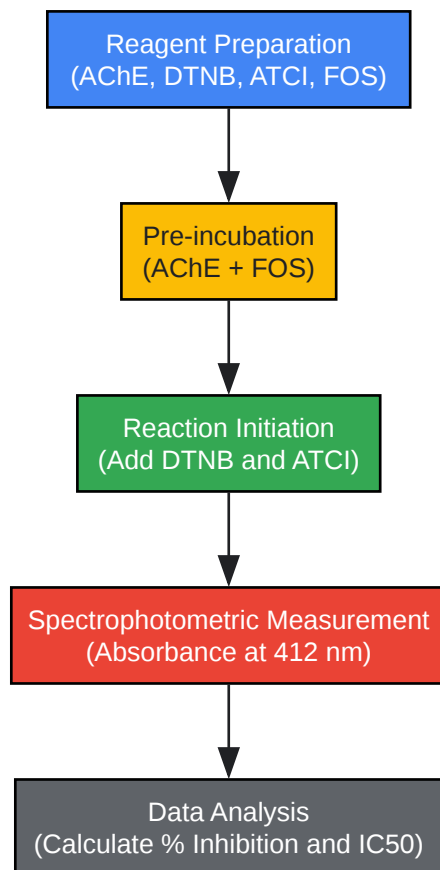 Reagent Preparation
(AChE, DTNB, ATCI, FOS)
Pre-incubation
(AChE + FOS)
Reaction Initiation
(Add DTNB and ATCI)
Spectrophotometric Measurement
(Absorbance at 412 nm)
Data Analysis
(Calculate % Inhibition and IC50)